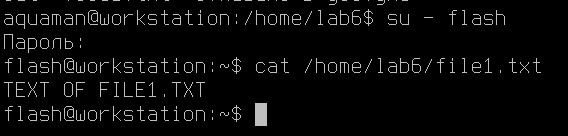 aquaman@workstation:/home/lab6$ su - flash
Пароль:
flash@workstation:~$ cat /home/lab6/file1.txt
TEXT OF FILE1.TXT
flash@workstation:~$